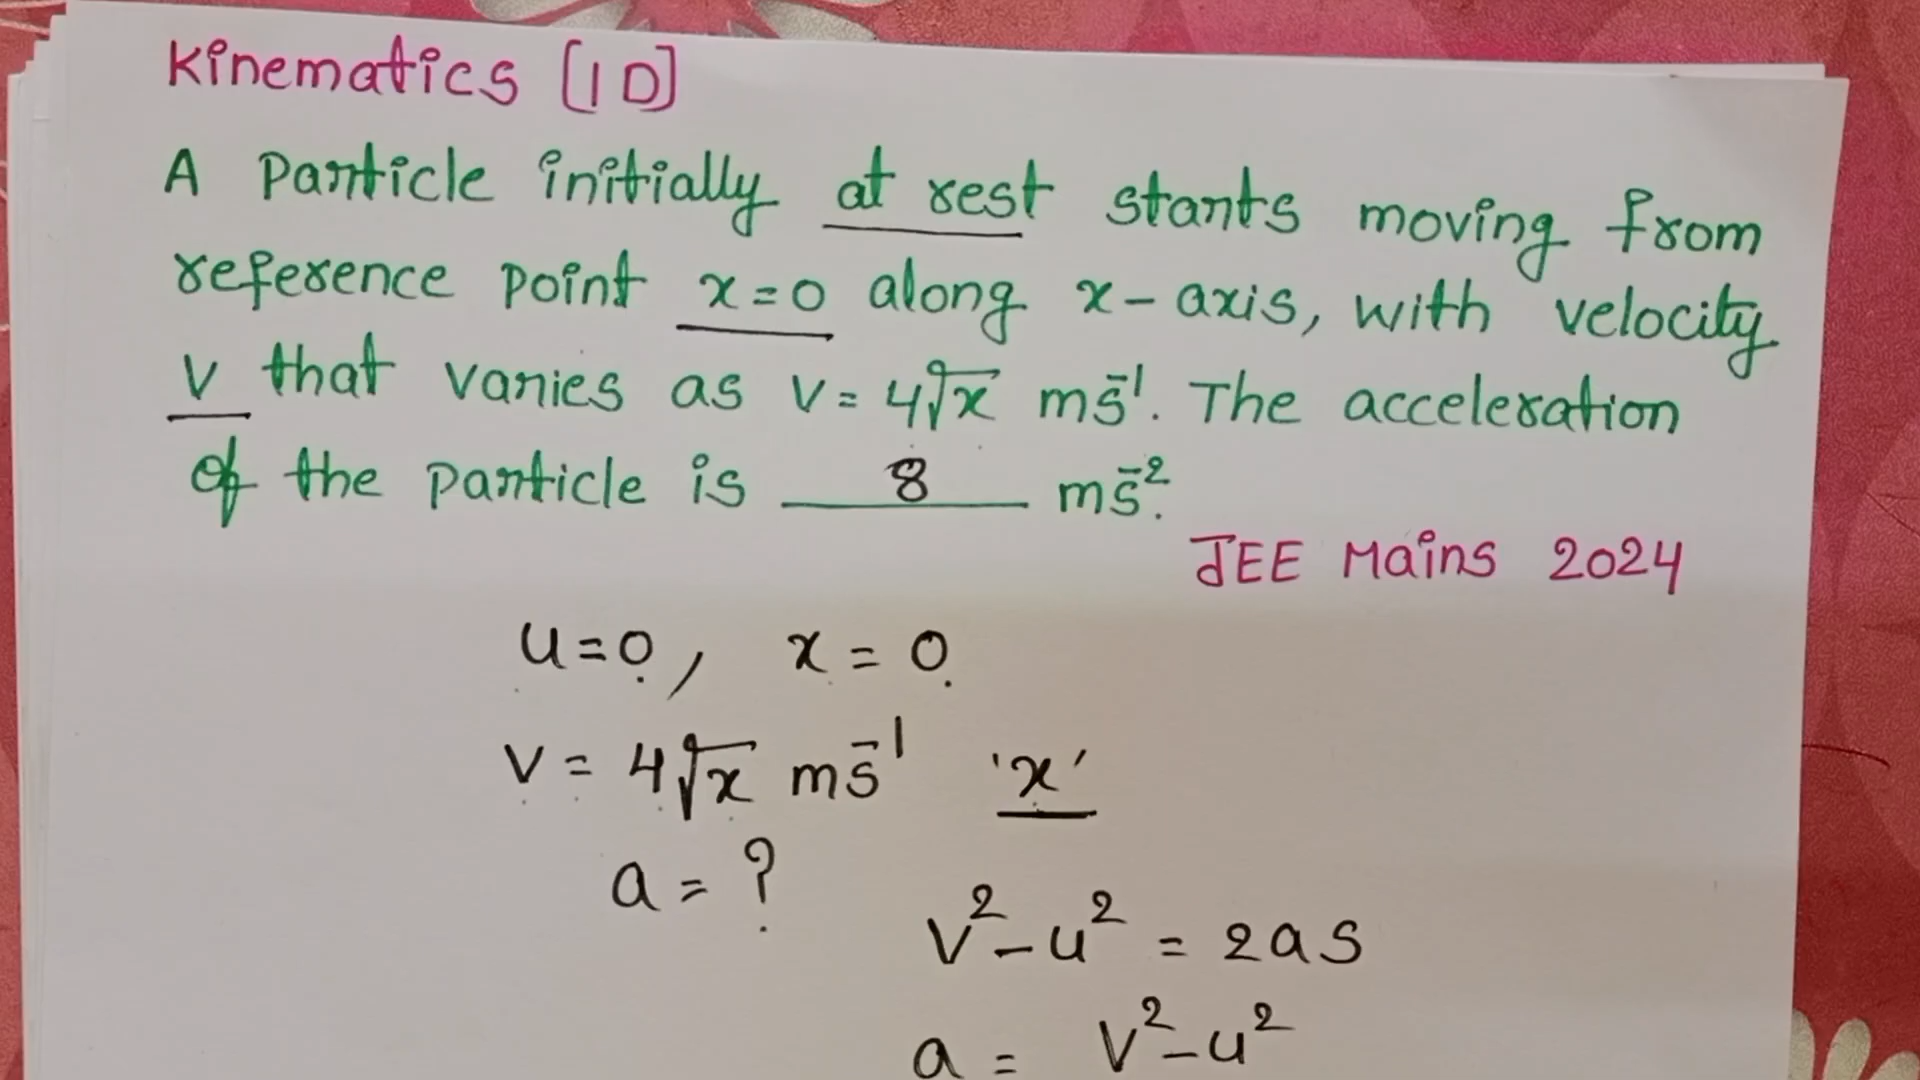 Kinematics [1D]
A Particle initially at rest starts moving from
reference point x=0 along x-axis, with velocity
V that varies as V = 4√x ms⁻¹. The acceleration
of the particle is 8 ms⁻².
JEE Mains 2024
u=0, x = 0
V = 4√x ms⁻¹ 'x'
a = ?
V² - u² = 2as
a = V² - u²